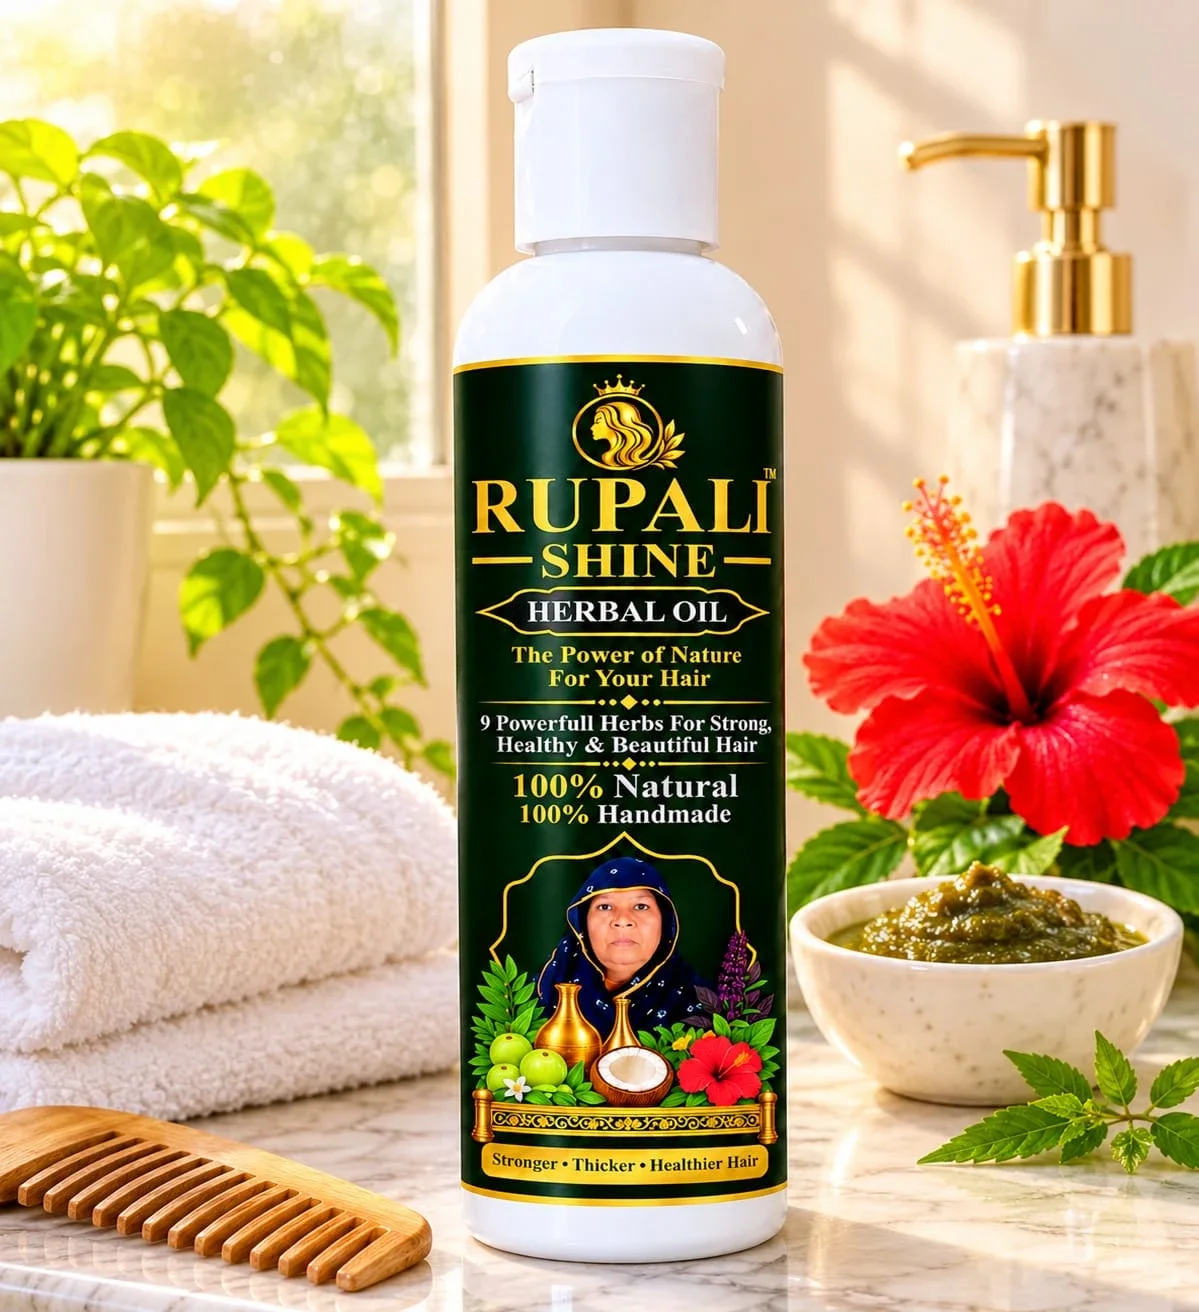 RUPALI™
SHINE
HERBAL OIL
The Power of Nature
For Your Hair
9 Powerfull Herbs For Strong,
Healthy & Beautiful Hair
100% Natural
100% Handmade
Stronger • Thicker • Healthier Hair